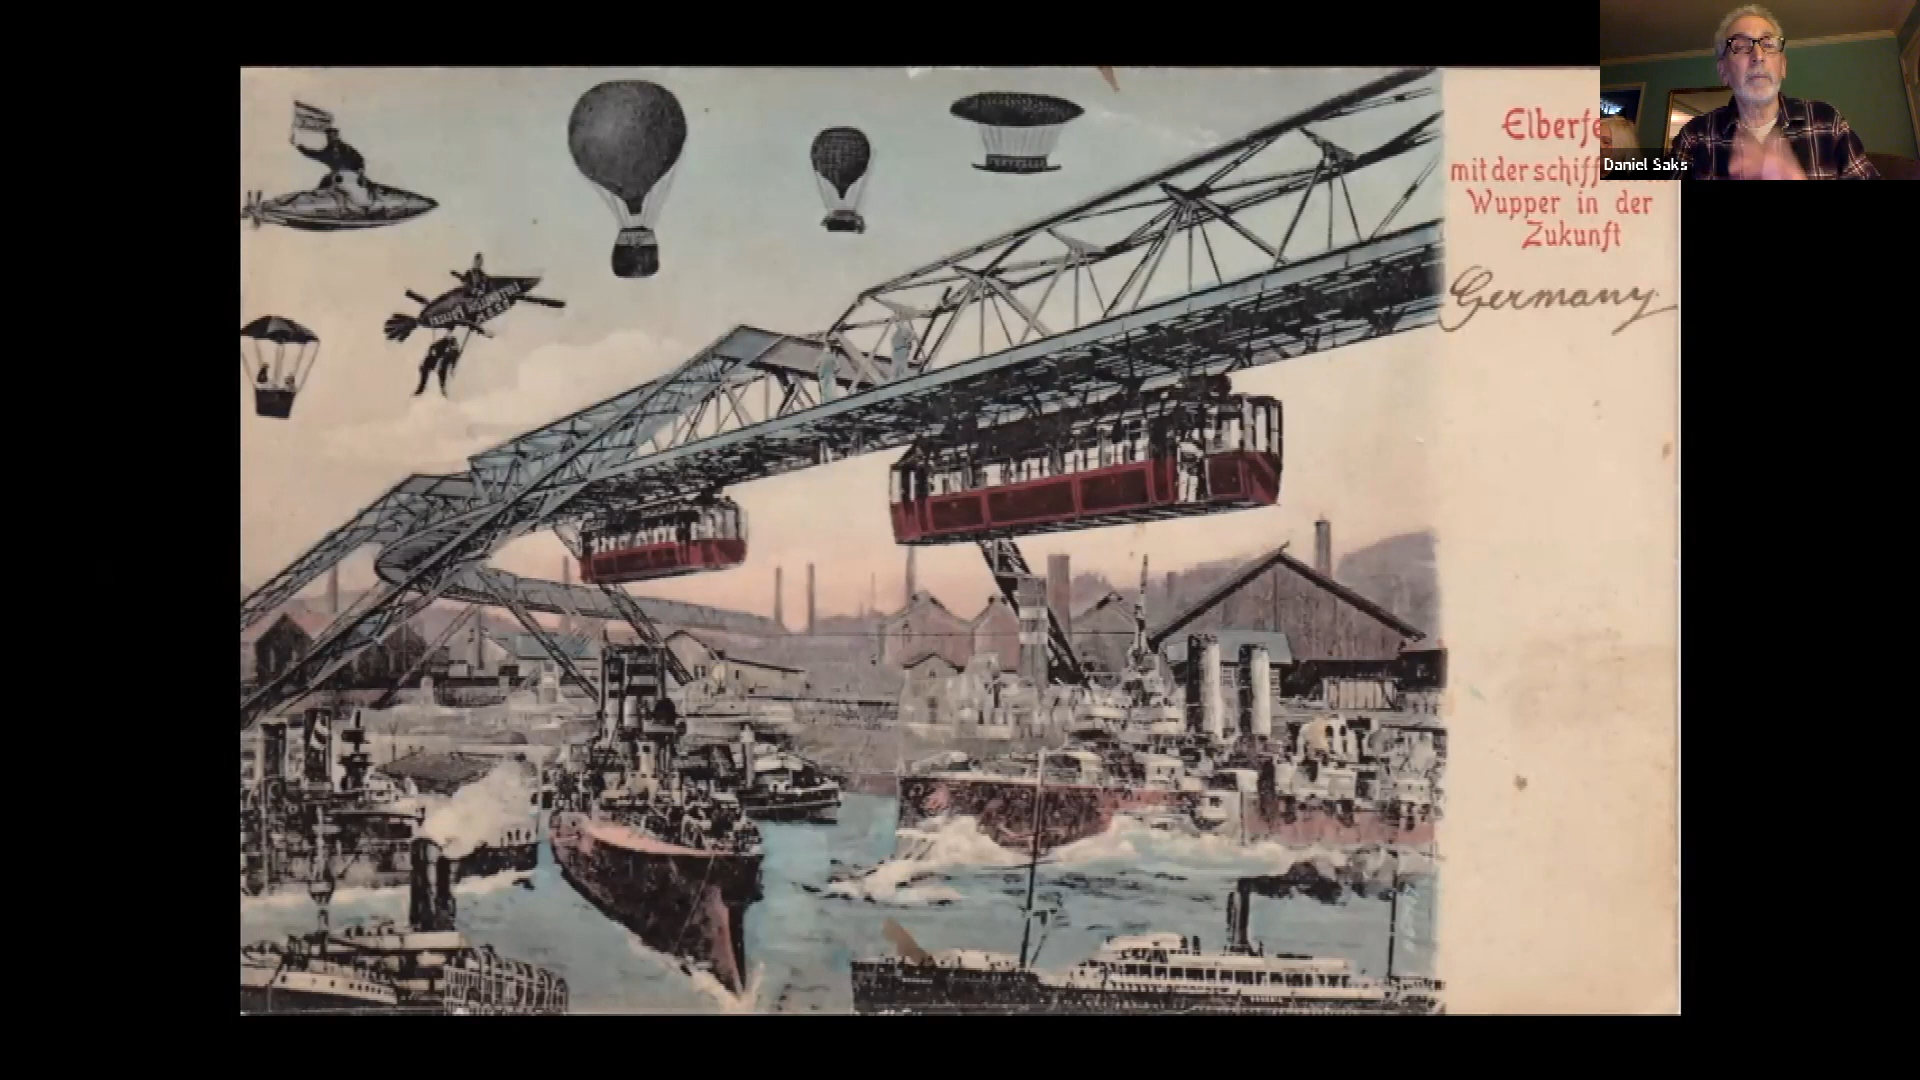 Elberfe
mit der schiff
Wupper in der
Zukunft
Germany
Daniel Saks